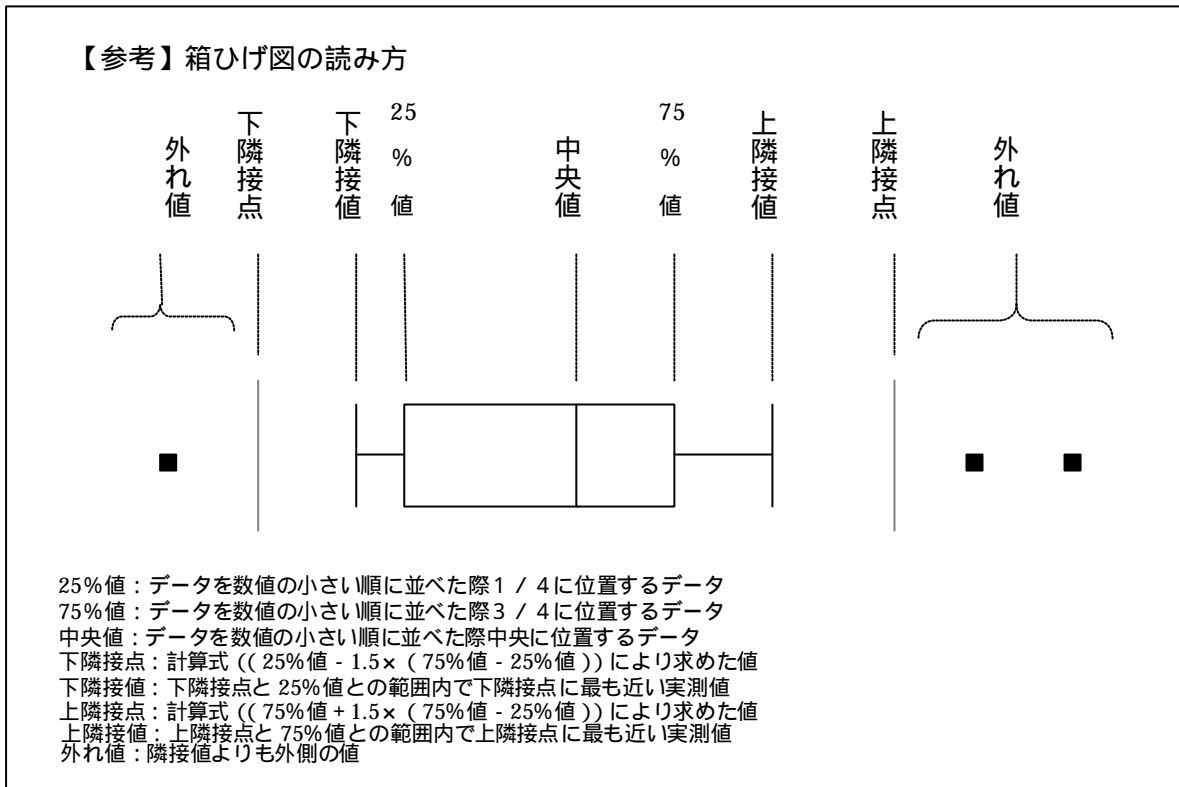 【参考】箱ひげ図の読み方
外れ値
下隣接点
下隣接値
25%値
中央値
75%値
上隣接値
上隣接点
外れ値
25%値：データを数値の小さい順に並べた際1 / 4に位置するデータ
75%値：データを数値の小さい順に並べた際3 / 4に位置するデータ
中央値：データを数値の小さい順に並べた際中央に位置するデータ
下隣接点：計算式 (( 25%値 - 1.5×( 75%値 - 25%値 )) により求めた値
下隣接値：下隣接点と 25%値との範囲内で下隣接点に最も近い実測値
上隣接点：計算式 (( 75%値 + 1.5×( 75%値 - 25%値 )) により求めた値
上隣接値：上隣接点と 75%値との範囲内で上隣接点に最も近い実測値
外れ値：隣接値よりも外側の値